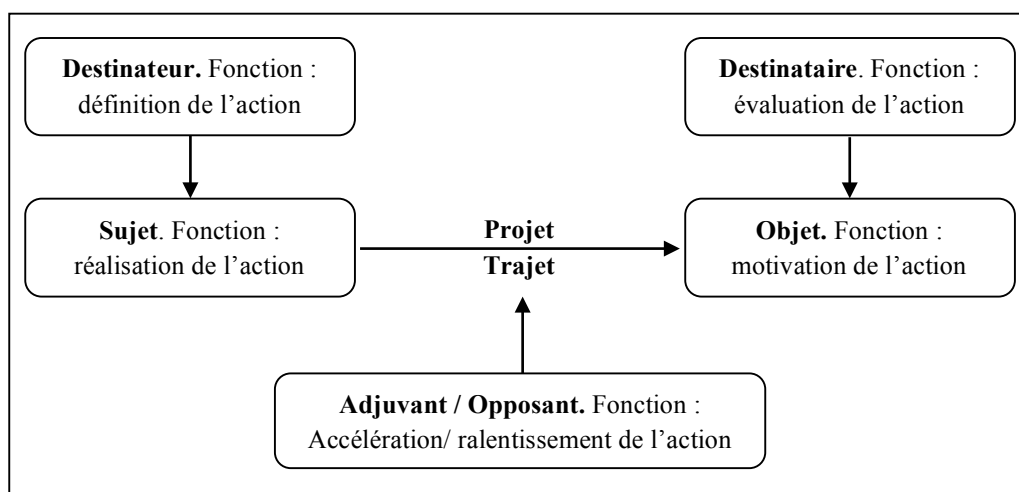 Destinateur. Fonction :
définition de l’action
Destinataire. Fonction :
évaluation de l’action
Sujet. Fonction :
réalisation de l’action
Projet
Trajet
Objet. Fonction :
motivation de l’action
Adjuvant / Opposant. Fonction :
Accélération/ ralentissement de l’action